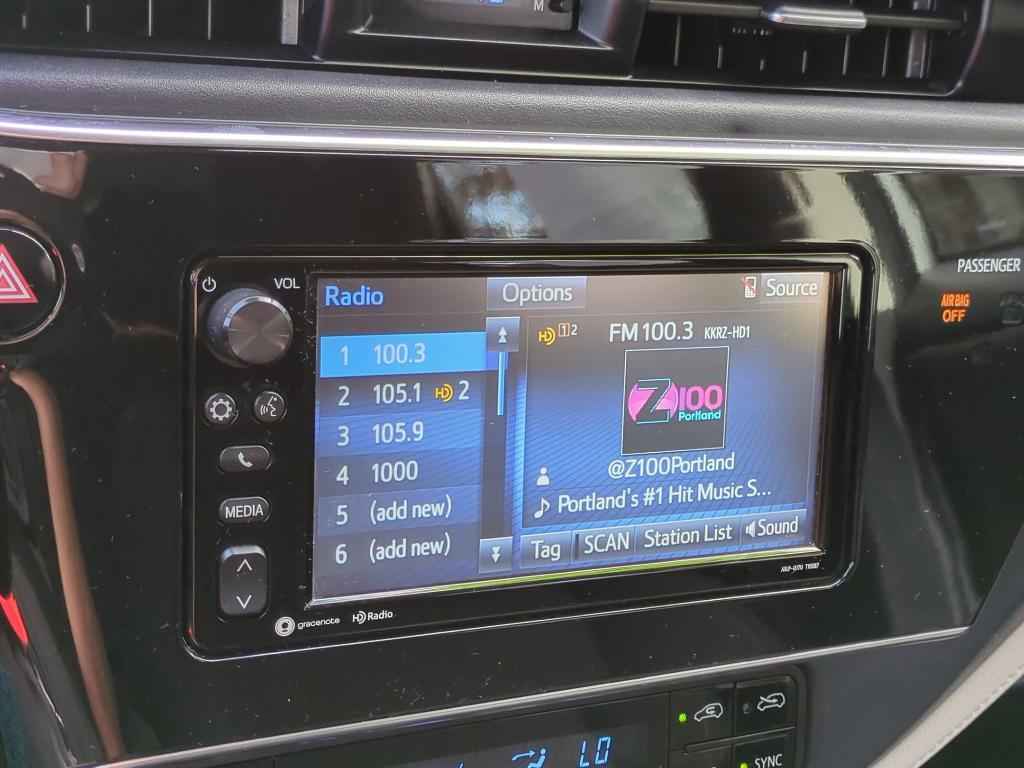 M
PASSENGER
AIR BAG
OFF
VOL
Radio
Options
Source
1 100.3
2 105.1 HD 2
3 105.9
4 1000
5 (add new)
6 (add new)
HD 1 2
FM 100.3 KKRZ-HD1
Z100
Portland
@Z100Portland
Portland's #1 Hit Music S...
Tag
SCAN
Station List
Sound
MEDIA
gracenote
HD Radio
LO
SYNC